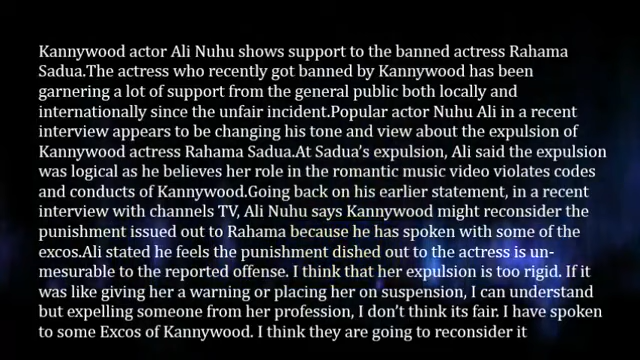 Kannywood actor Ali Nuhu shows support to the banned actress Rahama
Sadua.The actress who recently got banned by Kannywood has been
garnering a lot of support from the general public both locally and
internationally since the unfair incident.Popular actor Nuhu Ali in a recent
interview appears to be changing his tone and view about the expulsion of
Kannywood actress Rahama Sadua.At Sadua’s expulsion, Ali said the expulsion
was logical as he believes her role in the romantic music video violates codes
and conducts of Kannywood.Going back on his earlier statement, in a recent
interview with channels TV, Ali Nuhu says Kannywood might reconsider the
punishment issued out to Rahama because he has spoken with some of the
excos.Ali stated he feels the punishment dished out to the actress is un-
mesurable to the reported offense. I think that her expulsion is too rigid. If it
was like giving her a warning or placing her on suspension, I can understand
but expelling someone from her profession, I don’t think its fair. I have spoken
to some Excos of Kannywood. I think they are going to reconsider it